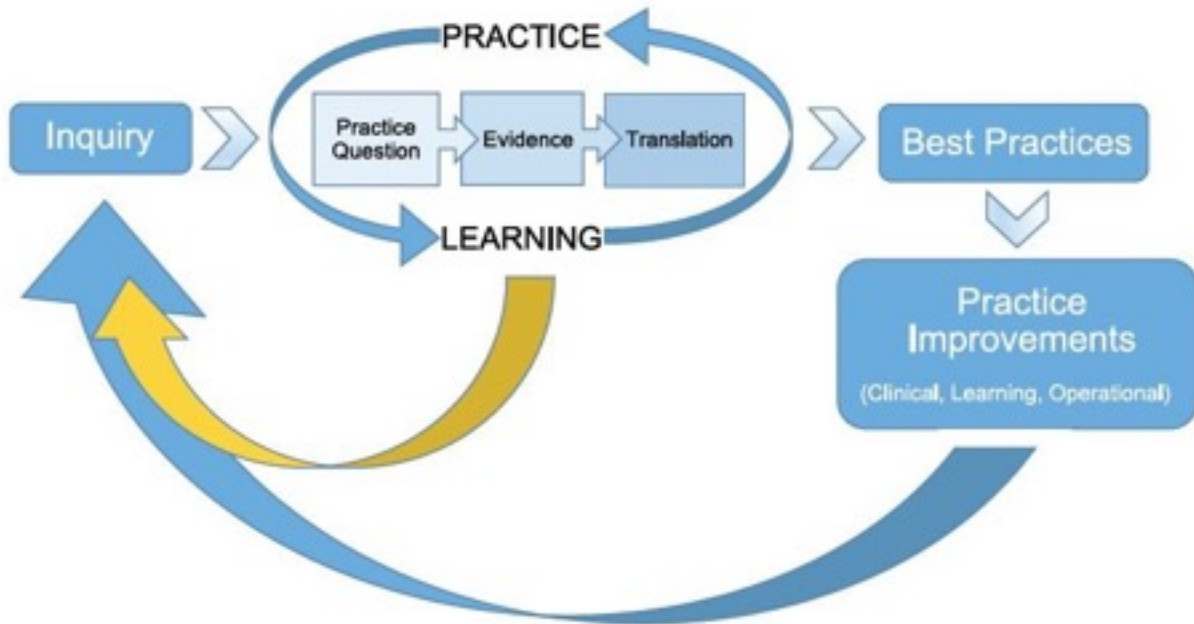 PRACTICE
Inquiry
Practice
Question
Evidence
Translation
LEARNING
Best Practices
Practice
Improvements
(Clinical, Learning, Operational)